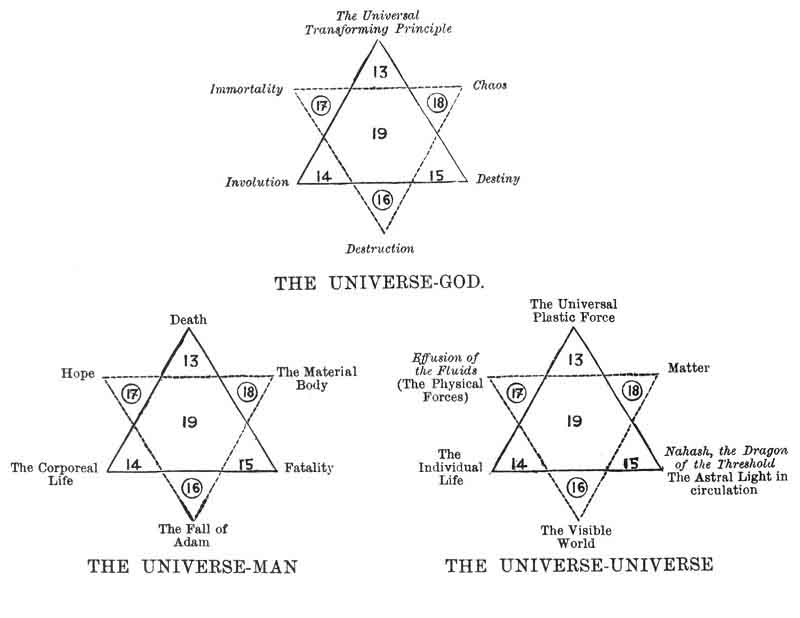 The Universal
Transforming Principle
13
Immortality
Chaos
17
18
19
Involution
14
15
Destiny
16
Destruction
THE UNIVERSE-GOD.
Death
13
Hope
The Material
Body
17
18
19
The Corporeal
Life
14
15
Fatality
16
The Fall of
Adam
THE UNIVERSE-MAN
The Universal
Plastic Force
13
Effusion of
the Fluids
(The Physical
Forces)
Matter
17
18
19
The
Individual
Life
14
15
Nahash, the Dragon
of the Threshold
The Astral Light in
circulation
16
The Visible
World
THE UNIVERSE-UNIVERSE